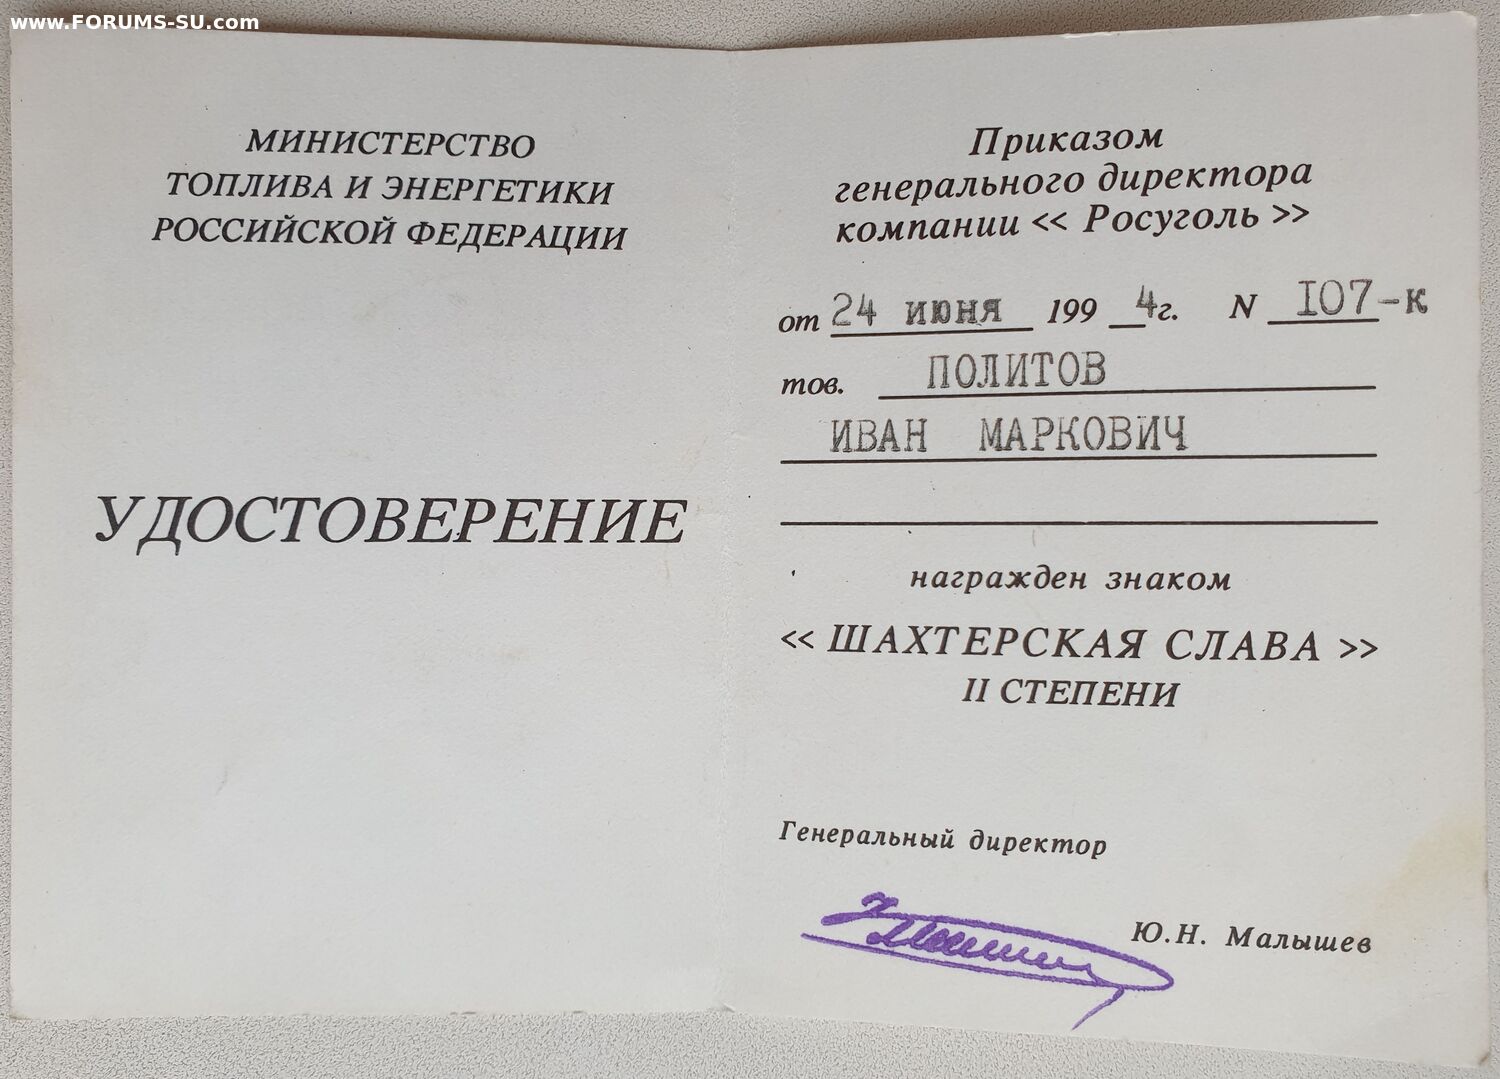 www.FORUMS-SU.com
МИНИСТЕРСТВО
ТОПЛИВА И ЭНЕРГЕТИКИ
РОССИЙСКОЙ ФЕДЕРАЦИИ
УДОСТОВЕРЕНИЕ
Приказом
генерального директора
компании « Росуголь »
от 24 июня 199 4г. N I07-к
тов. ПОЛИТОВ
ИВАН МАРКОВИЧ
награжден знаком
« ШАХТЕРСКАЯ СЛАВА »
II СТЕПЕНИ
Генеральный директор
Ю.Н. Малышев